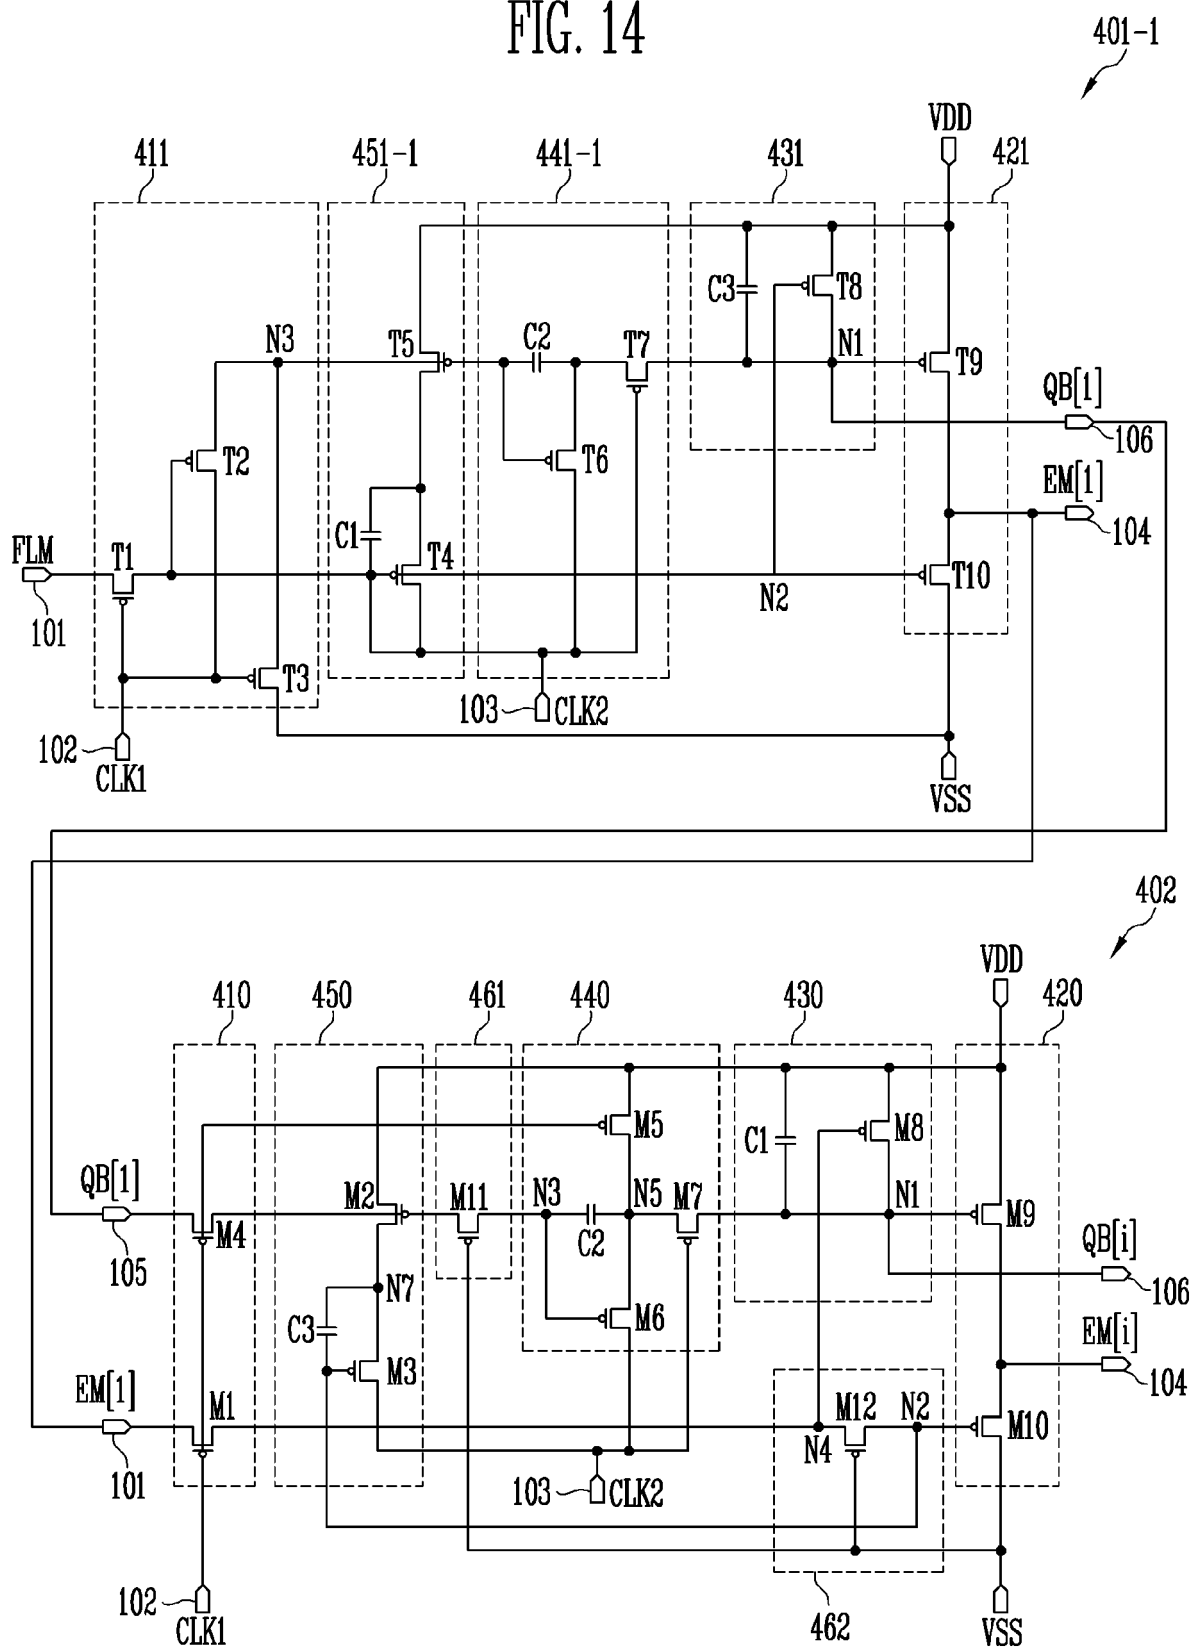 FIG. 14
401-1
VDD
411
451-1
441-1
431
421
C3
T8
N3
T5
C2
T7
N1
T9
QB[1]
106
T2
T6
EM[1]
104
C1
FLM
T1
T4
T10
101
N2
T3
103
CLK2
102
CLK1
VSS
402
VDD
410
450
461
440
430
420
M5
C1
M8
QB[1]
M2
M11
N3
N5
M7
N1
M9
M4
C2
QB[i]
105
N7
106
C3
M6
EM[i]
M3
104
EM[1]
M1
M12
N2
M10
N4
101
103
CLK2
102
CLK1
462
VSS